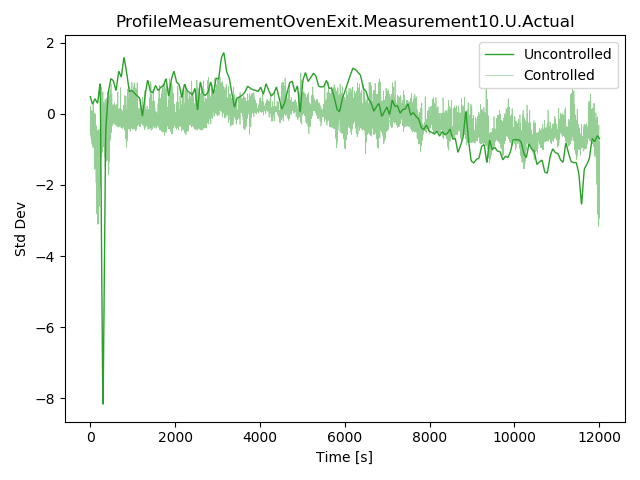 ProfileMeasurementOvenExit.Measurement10.U.Actual
Uncontrolled
Controlled
Std Dev
2
0
−2
−4
−6
−8
0 2000 4000 6000 8000 10000 12000
Time [s]